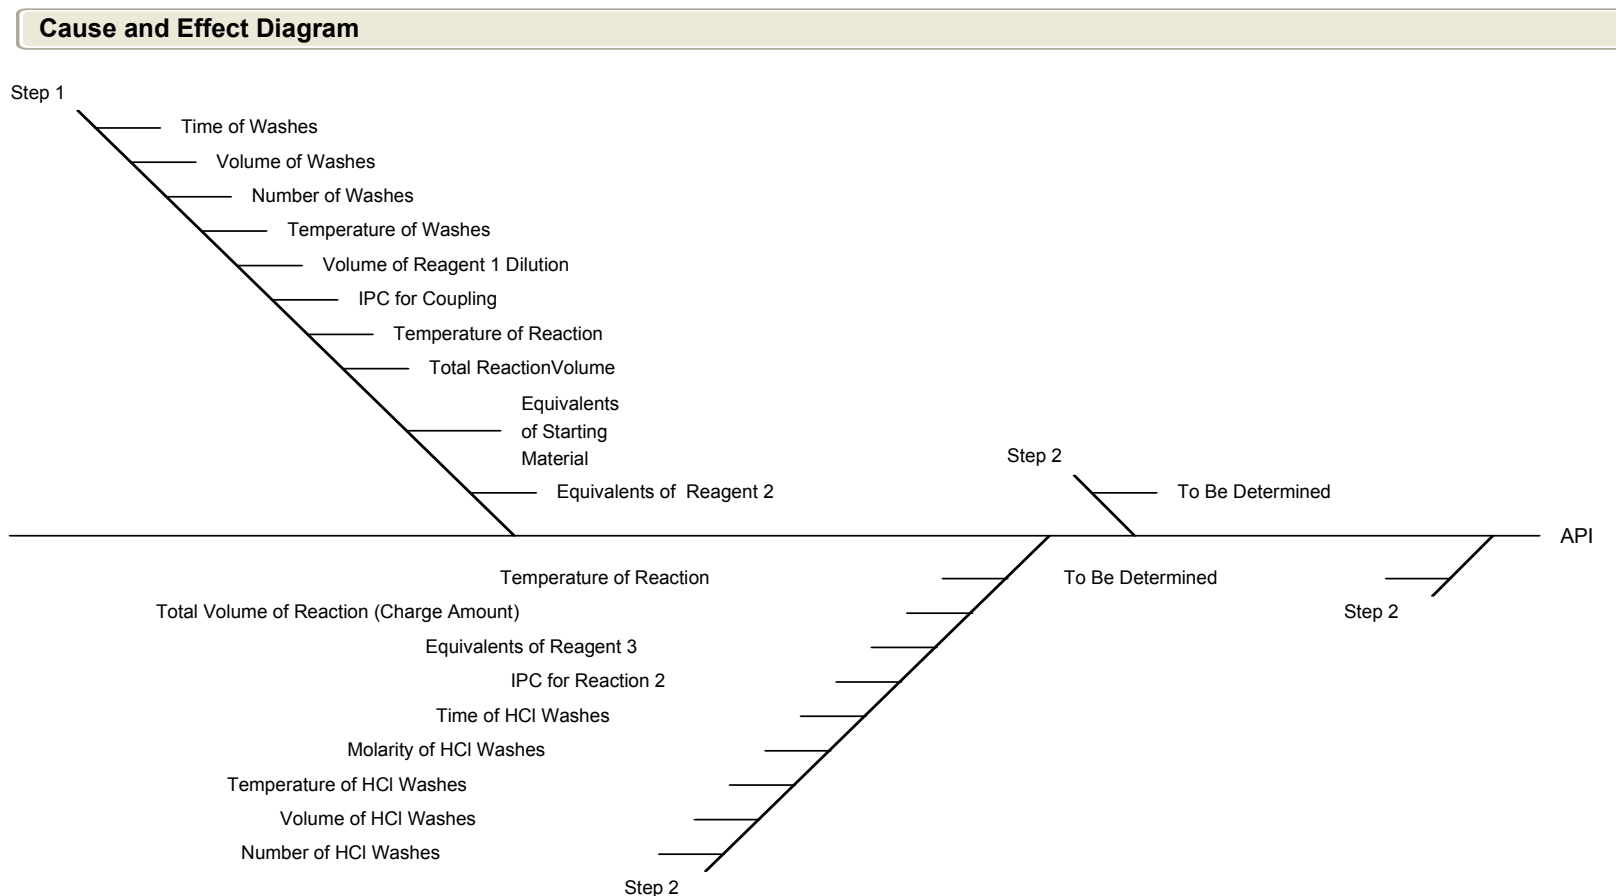 Cause and Effect Diagram
Step 1
Time of Washes
Volume of Washes
Number of Washes
Temperature of Washes
Volume of Reagent 1 Dilution
IPC for Coupling
Temperature of Reaction
Total ReactionVolume
Equivalents
of Starting
Material
Equivalents of Reagent 2
Step 2
To Be Determined
API
Temperature of Reaction
Total Volume of Reaction (Charge Amount)
Equivalents of Reagent 3
IPC for Reaction 2
Time of HCl Washes
Molarity of HCl Washes
Temperature of HCl Washes
Volume of HCl Washes
Number of HCl Washes
Step 2
To Be Determined
Step 2